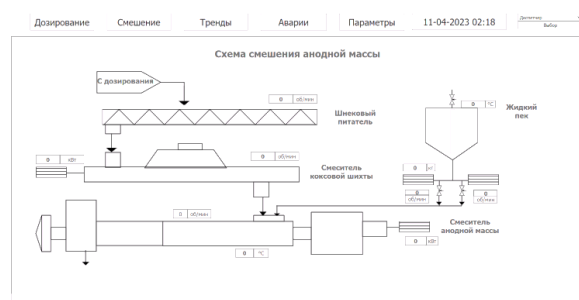 Дозирование Смешение Тренды Аварии Параметры 11-04-2023 02:18
Выбор
Схема смешения анодной массы
С дозирования
0 °C
Жидкий
пек
0 об/мин
Шнековый
питатель
0 кВт
0 об/мин
Смеситель
коксовой шихты
0
0
об/мин
0
об/мин
0 об/мин
Смеситель
анодной массы
0 кВт
0 °C